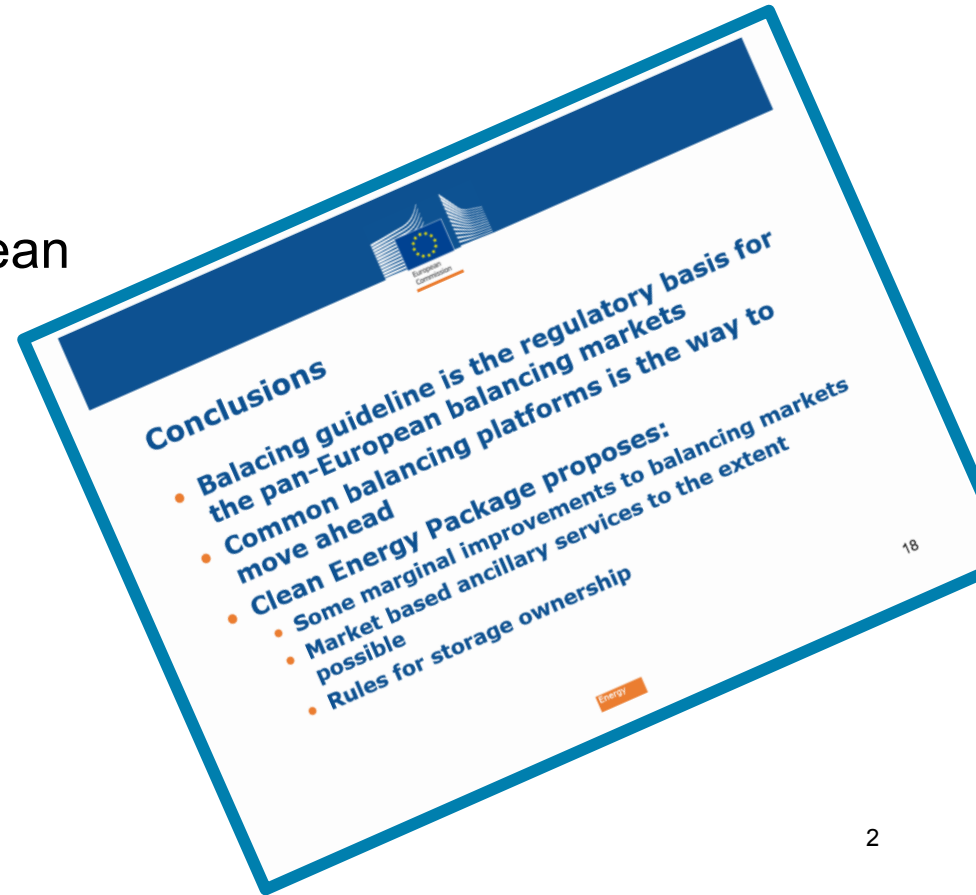 ean
European
Commission
Conclusions
• Balacing guideline is the regulatory basis for
the pan-European balancing markets
• Common balancing platforms is the way to
move ahead
• Clean Energy Package proposes:
• Some marginal improvements to balancing markets
• Market based ancillary services to the extent
possible
• Rules for storage ownership
18
Energy
2